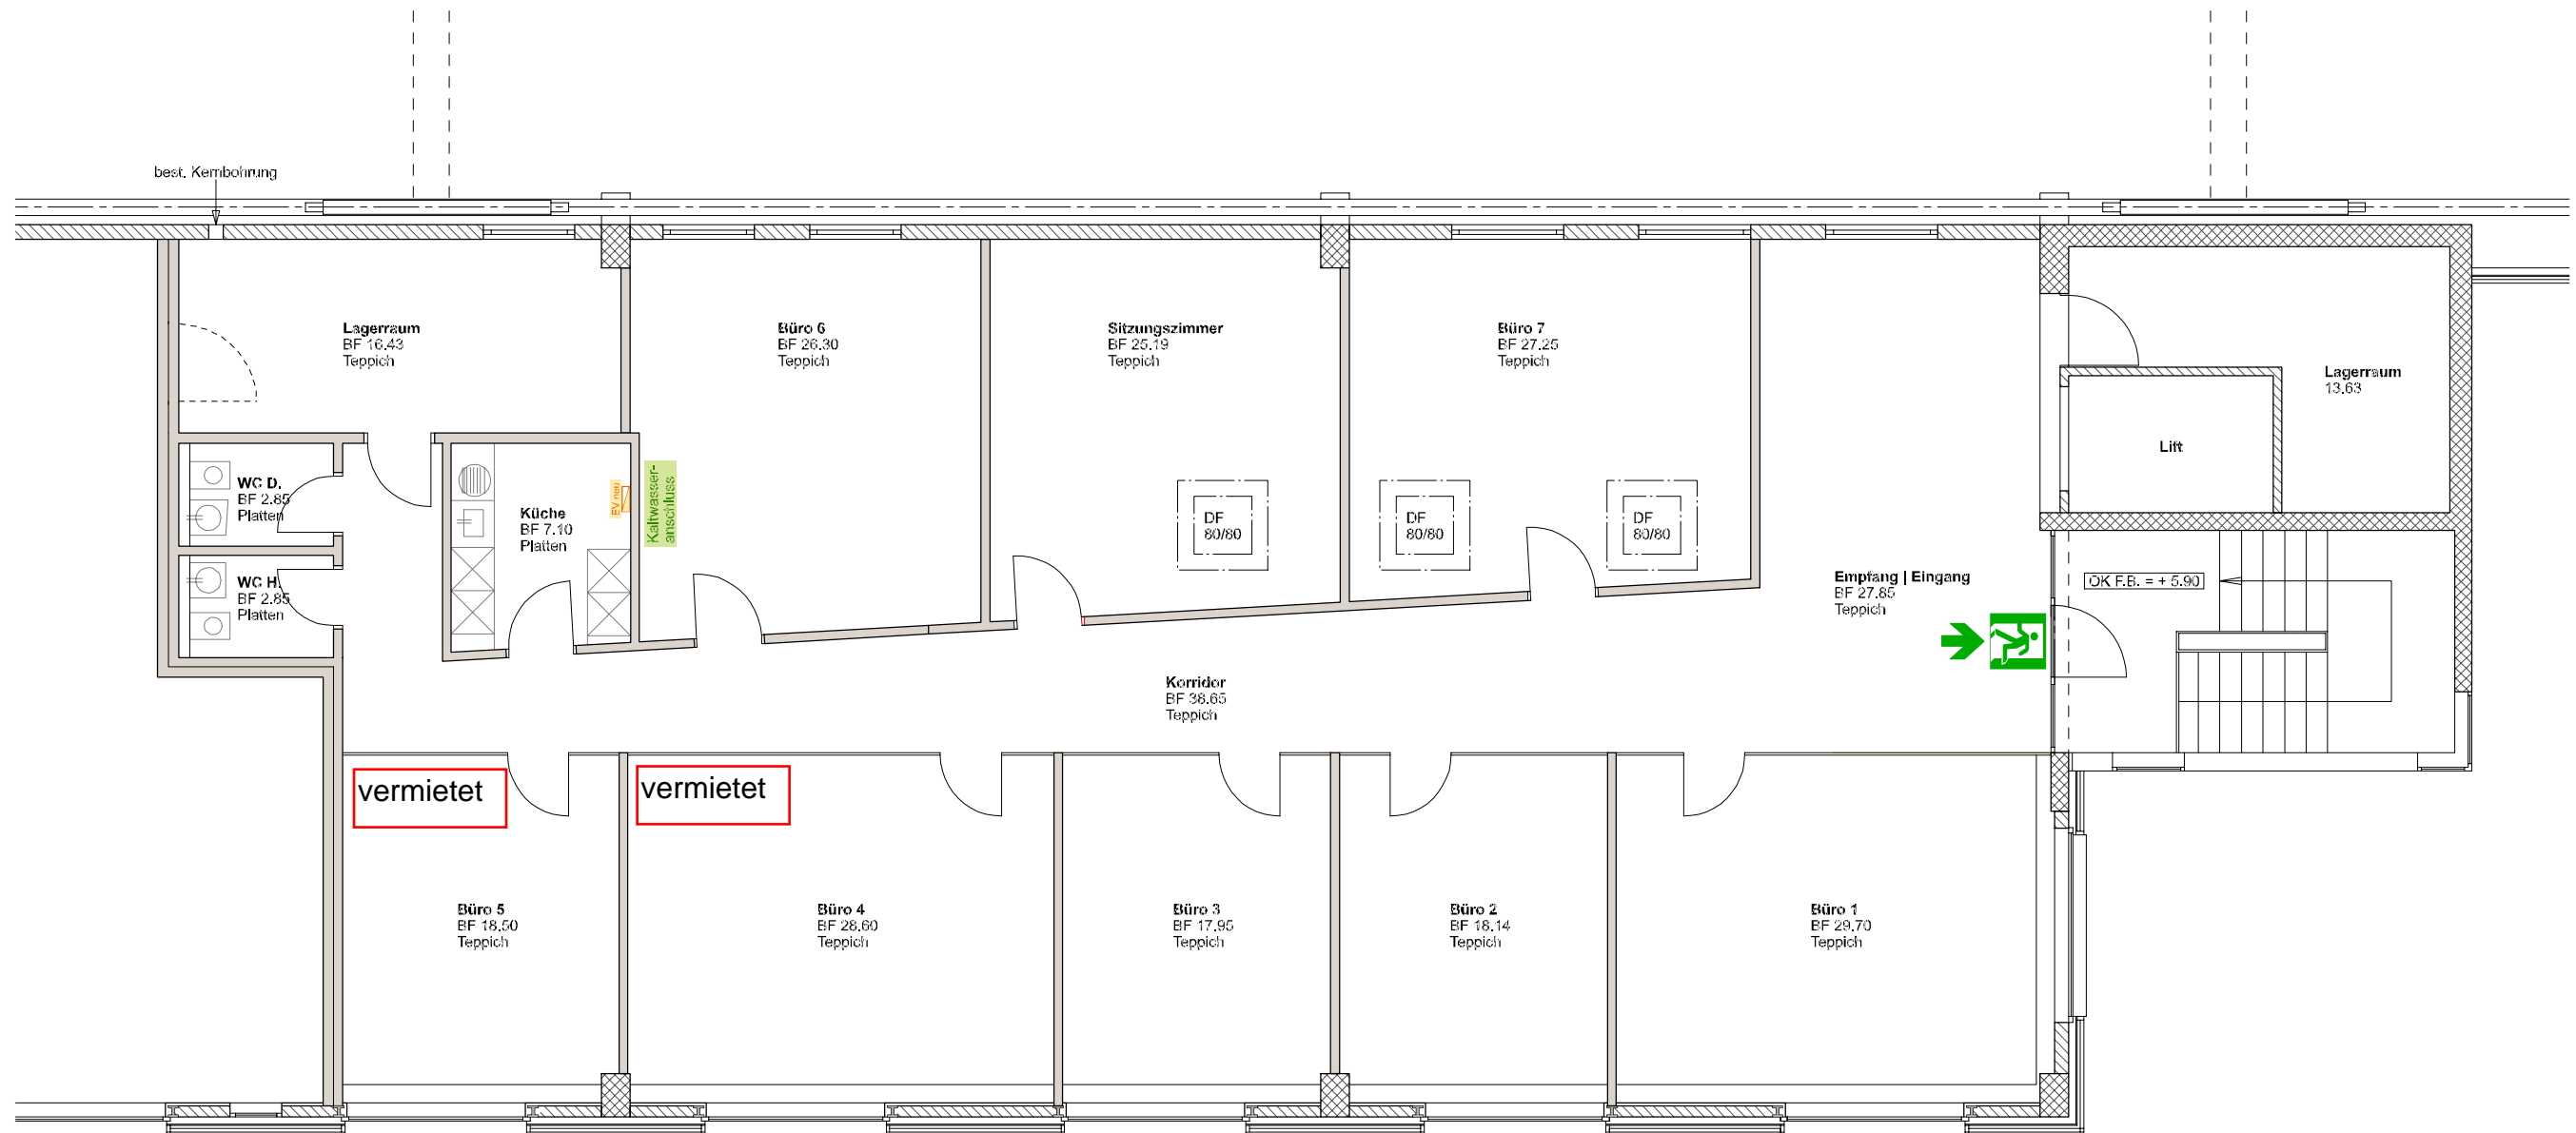 best. Kernbohrung
Lagerraum
BF 16.43
Teppich
Büro 6
BF 26.30
Teppich
Sitzungszimmer
BF 25.19
Teppich
Büro 7
BF 27.25
Teppich
Lagerraum
13.63
Lift
WC D.
BF 2.85
Platten
WC H.
BF 2.85
Platten
Küche
BF 7.10
Platten
EV neu
Kaltwasser-
anschluss
DF
80/80
DF
80/80
DF
80/80
Empfang | Eingang
BF 27.85
Teppich
OK F.B. = + 5.90
Korridor
BF 38.65
Teppich
vermietet
vermietet
Büro 5
BF 18.50
Teppich
Büro 4
BF 28.60
Teppich
Büro 3
BF 17.95
Teppich
Büro 2
BF 18.14
Teppich
Büro 1
BF 29.70
Teppich